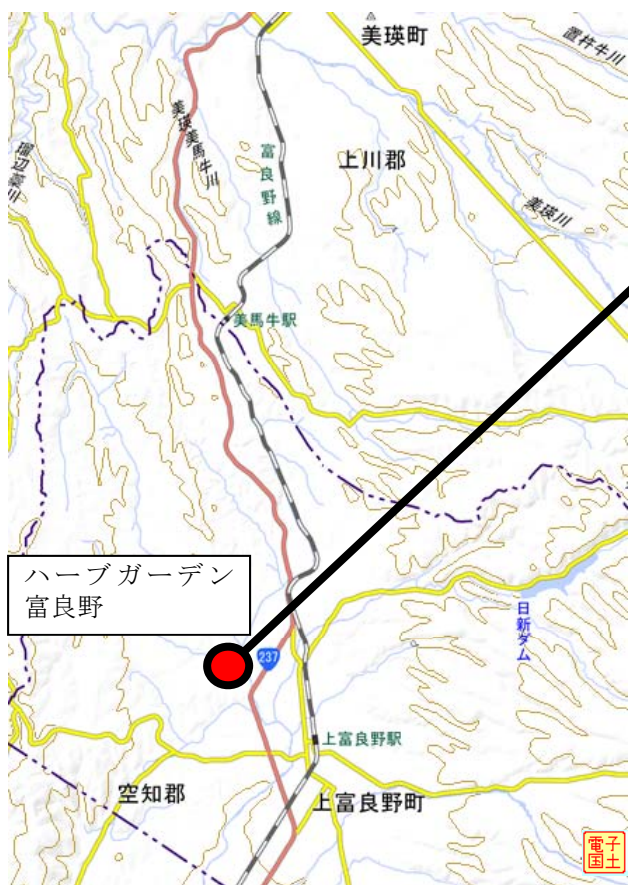 美瑛町
置杵牛川
美瑛美馬牛川
富良野線
上川郡
瑠辺蘂川
美瑛川
美馬牛駅
ハーブガーデン
富良野
日新ダム
237
上富良野駅
空知郡
上富良野町
電子
国土